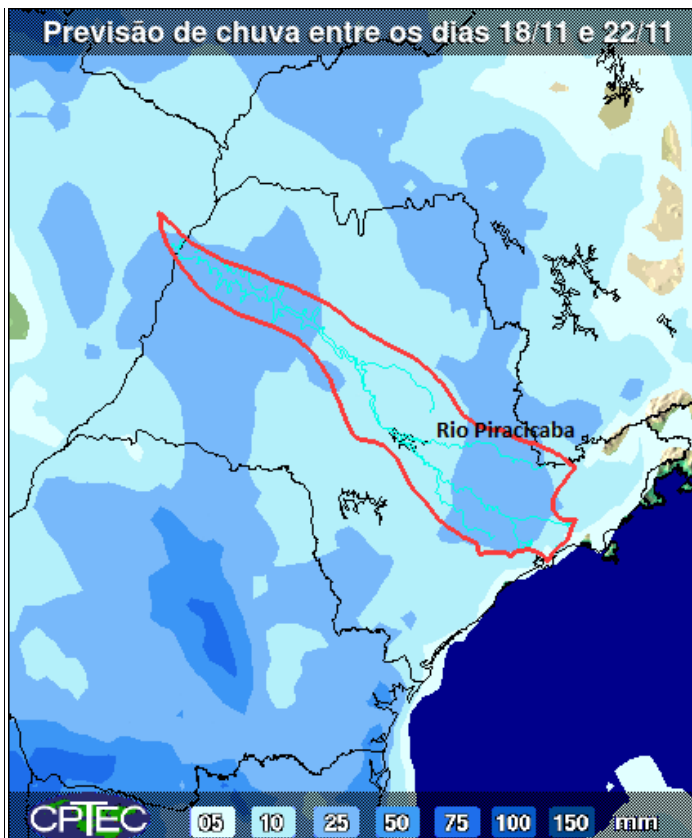 Previsão de chuva entre os dias 18/11 e 22/11
Rio Piracicaba
CPTEC 05 10 25 50 75 100 150 mm